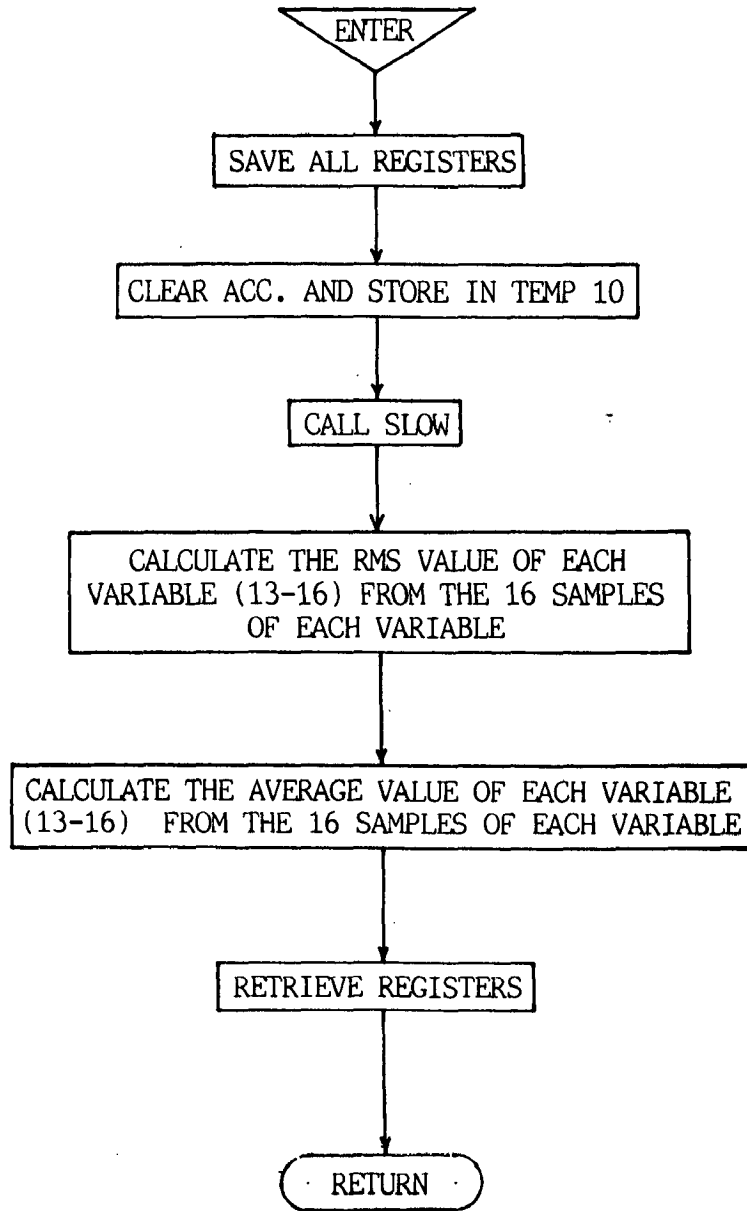 ENTER
SAVE ALL REGISTERS
CLEAR ACC. AND STORE IN TEMP 10
CALL SLOW
CALCULATE THE RMS VALUE OF EACH
VARIABLE (13-16) FROM THE 16 SAMPLES
OF EACH VARIABLE
CALCULATE THE AVERAGE VALUE OF EACH VARIABLE
(13-16) FROM THE 16 SAMPLES OF EACH VARIABLE
RETRIEVE REGISTERS
RETURN